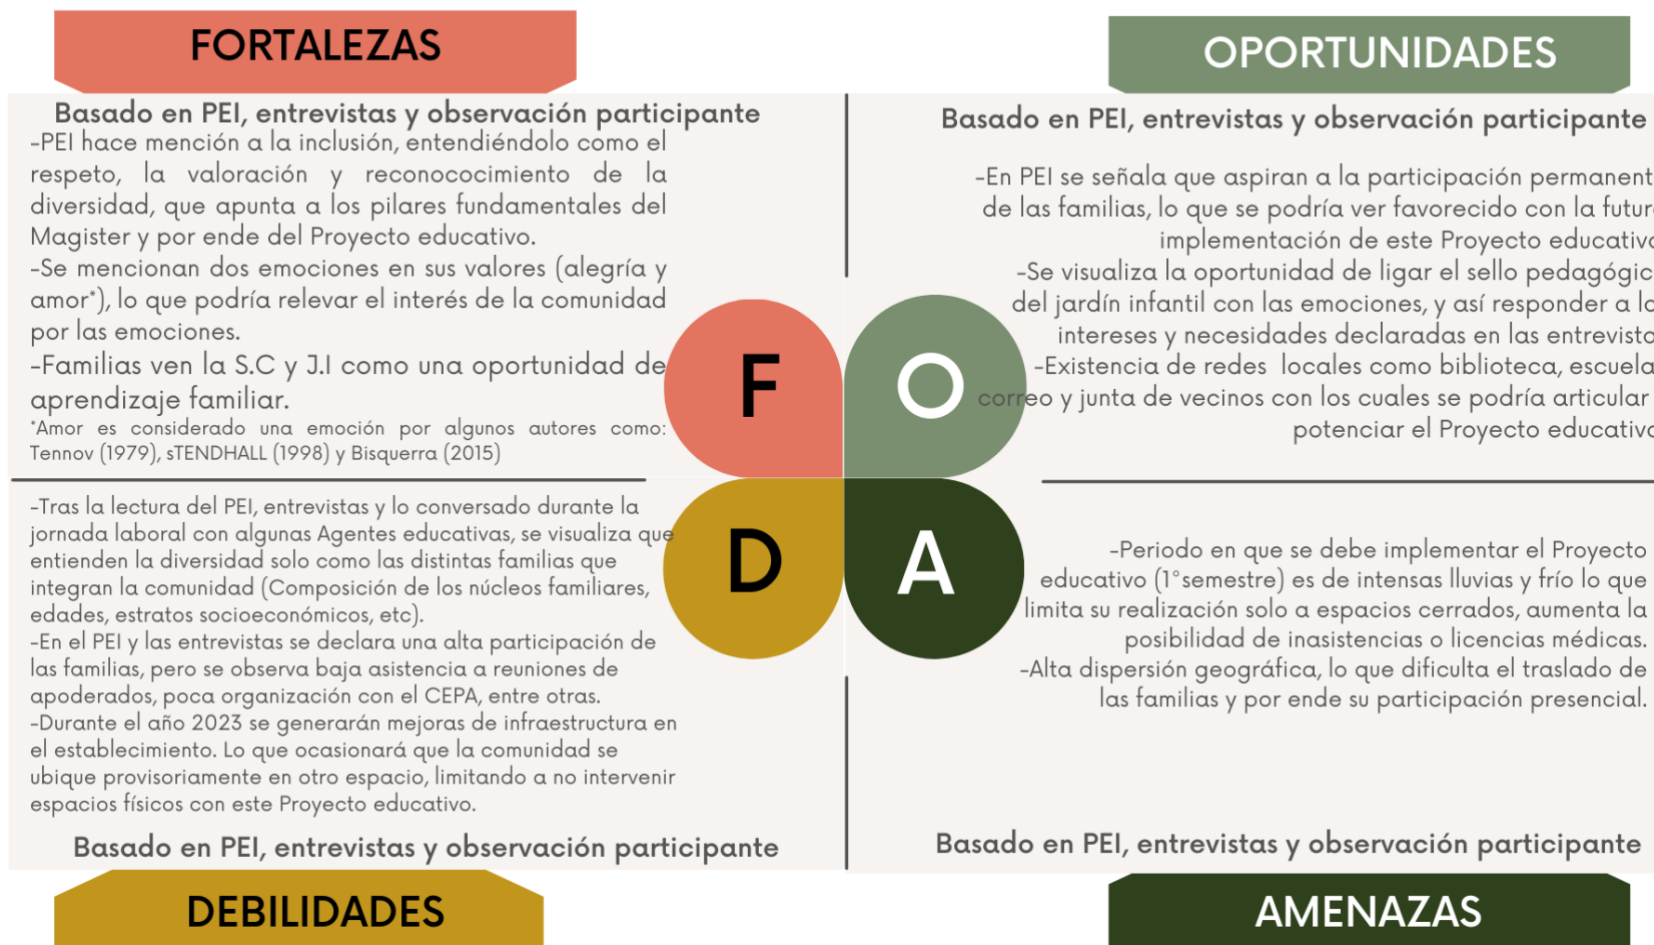 FORTALEZAS
Basado en PEI, entrevistas y observación participante
-PEI hace mención a la inclusión, entendiéndolo como el
respeto, la valoración y reconococimiento de la
diversidad, que apunta a los pilares fundamentales del
Magister y por ende del Proyecto educativo.
-Se mencionan dos emociones en sus valores (alegría y
amor*), lo que podría relevar el interés de la comunidad
por las emociones.
-Familias ven la S.C y J.I como una oportunidad de
aprendizaje familiar.
*Amor es considerado una emoción por algunos autores como:
Tennov (1979), sTENDHALL (1998) y Bisquerra (2015)
OPORTUNIDADES
Basado en PEI, entrevistas y observación participante
-En PEI se señala que aspiran a la participación permanent
de las familias, lo que se podría ver favorecido con la futur
implementación de este Proyecto educativo
-Se visualiza la oportunidad de ligar el sello pedagógic
del jardín infantil con las emociones, y así responder a lo
intereses y necesidades declaradas en las entrevista
-Existencia de redes locales como biblioteca, escuela
correo y junta de vecinos con los cuales se podría articular
potenciar el Proyecto educativo
F
O
D
A
-Tras la lectura del PEI, entrevistas y lo conversado durante la
jornada laboral con algunas Agentes educativas, se visualiza que
entienden la diversidad solo como las distintas familias que
integran la comunidad (Composición de los núcleos familiares,
edades, estratos socioeconómicos, etc).
-En el PEI y las entrevistas se declara una alta participación de
las familias, pero se observa baja asistencia a reuniones de
apoderados, poca organización con el CEPA, entre otras.
-Durante el año 2023 se generarán mejoras de infraestructura en
el establecimiento. Lo que ocasionará que la comunidad se
ubique provisoriamente en otro espacio, limitando a no intervenir
espacios físicos con este Proyecto educativo.
Basado en PEI, entrevistas y observación participante
DEBILIDADES
-Periodo en que se debe implementar el Proyecto
educativo (1°semestre) es de intensas lluvias y frío lo que
limita su realización solo a espacios cerrados, aumenta la
posibilidad de inasistencias o licencias médicas.
-Alta dispersión geográfica, lo que dificulta el traslado de
las familias y por ende su participación presencial.
Basado en PEI, entrevistas y observación participante
AMENAZAS